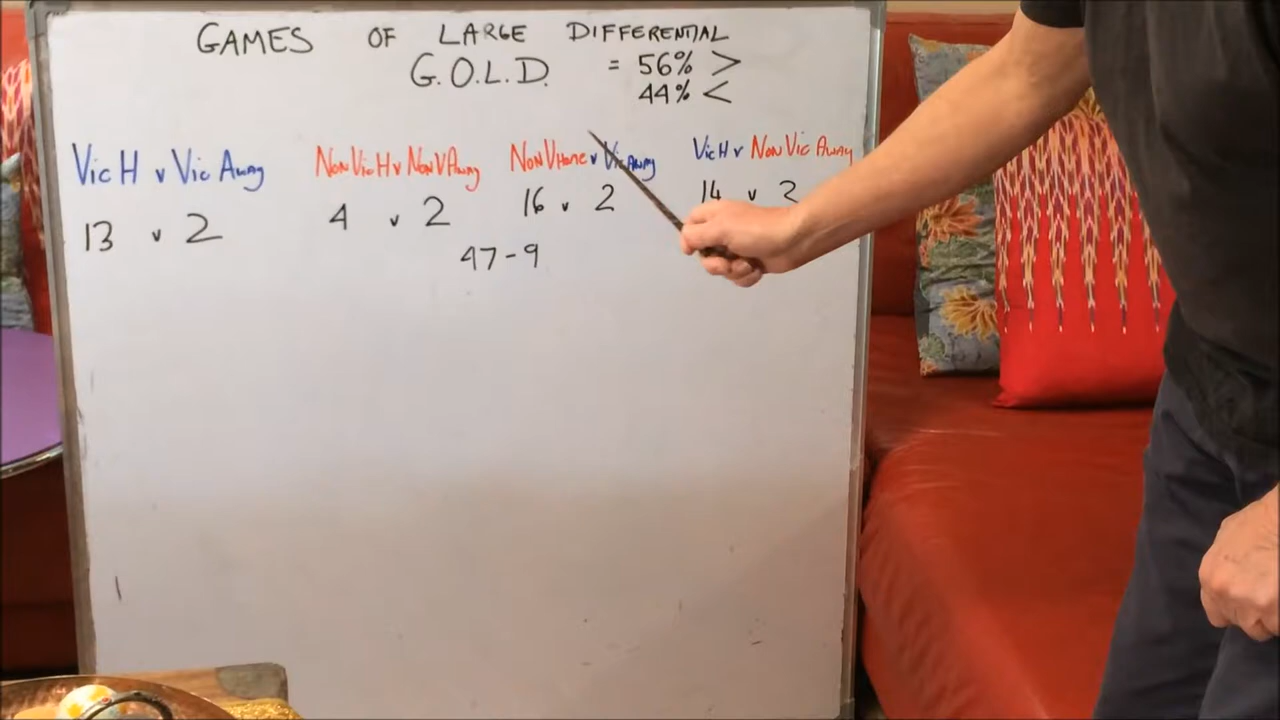 GAMES OF LARGE DIFFERENTIAL
G.O.L.D. = 56% >
44% <
Vic H v Vic Away
Non Vic H v Non V Away
Non V Home v Vic Away
Vic H v Non Vic Away
13 v 2
4 v 2
16 v 2
14 v
47-9